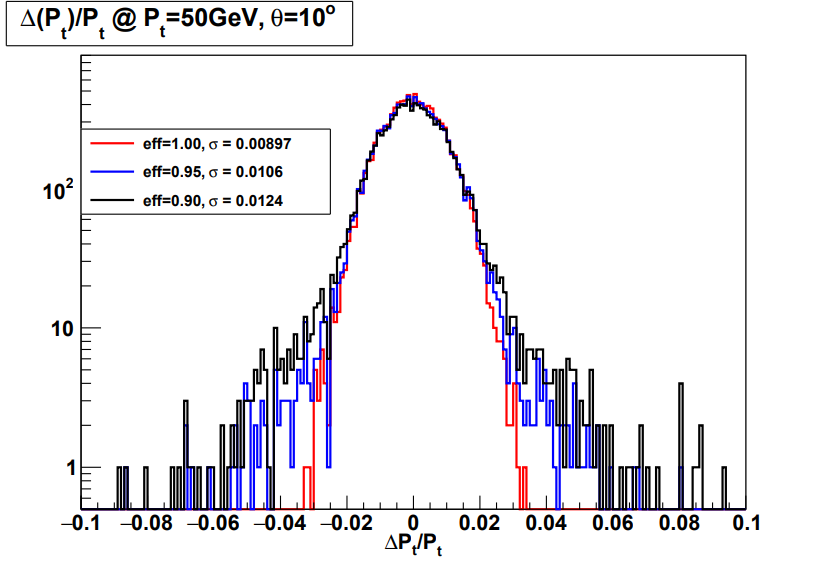 Δ(Pt)/Pt @ Pt=50GeV, θ=10°
eff=1.00, σ = 0.00897
eff=0.95, σ = 0.0106
eff=0.90, σ = 0.0124
10²
10
1
−0.1 −0.08 −0.06 −0.04 −0.02 0 0.02 0.04 0.06 0.08 0.1
ΔPt/Pt